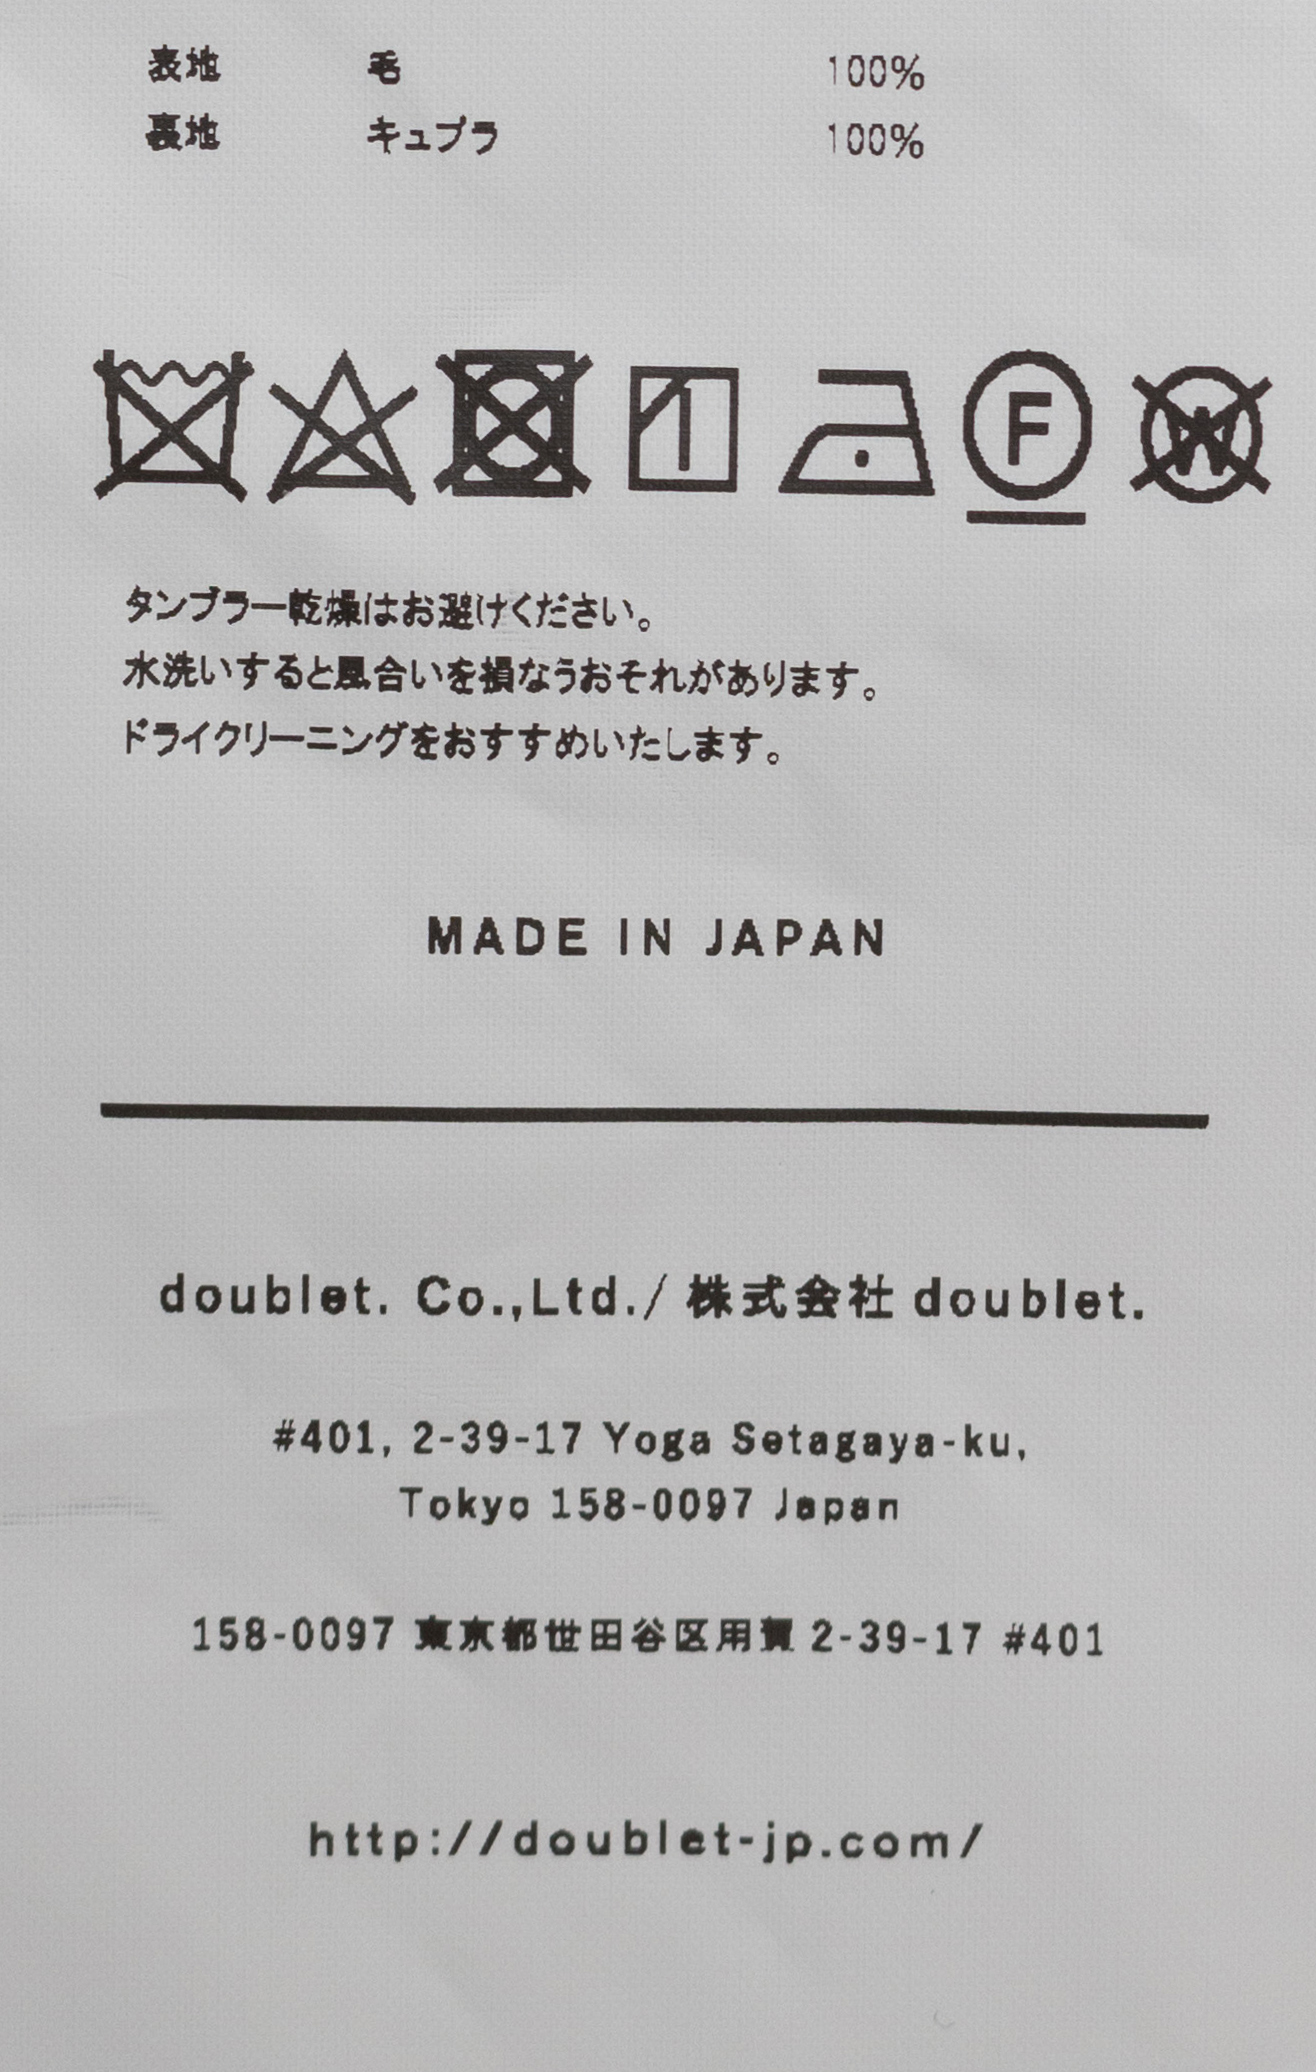 表地 毛 100%
裏地 キュプラ 100%
F W
タンブラー乾燥はお避けください。
水洗いすると風合いを損なうおそれがあります。
ドライクリーニングをおすすめいたします。
MADE IN JAPAN
doublet. Co.,Ltd./ 株式会社 doublet.
#401, 2-39-17 Yoga Setagaya-ku,
Tokyo 158-0097 Japan
158-0097 東京都世田谷区用賀 2-39-17 #401
http://doublet-jp.com/